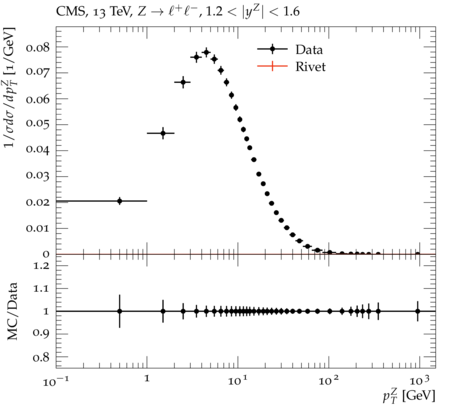 CMS, 13 TeV, Z → ℓ⁺ℓ⁻, 1.2 < |y^Z| < 1.6
Data
Rivet
1/σdσ/dp_T^Z [1/GeV]
0.08
0.07
0.06
0.05
0.04
0.03
0.02
0.01
0
MC/Data
1.2
1.1
1
0.9
0.8
10⁻¹ 1 10¹ 10² 10³
p_T^Z [GeV]